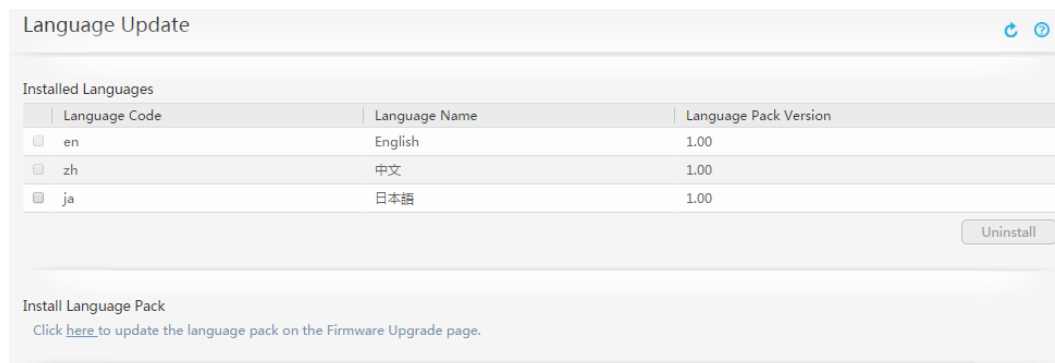 Language Update
Installed Languages
Language Code Language Name Language Pack Version
en English 1.00
zh 中文 1.00
ja 日本語 1.00
Uninstall
Install Language Pack
Click here to update the language pack on the Firmware Upgrade page.